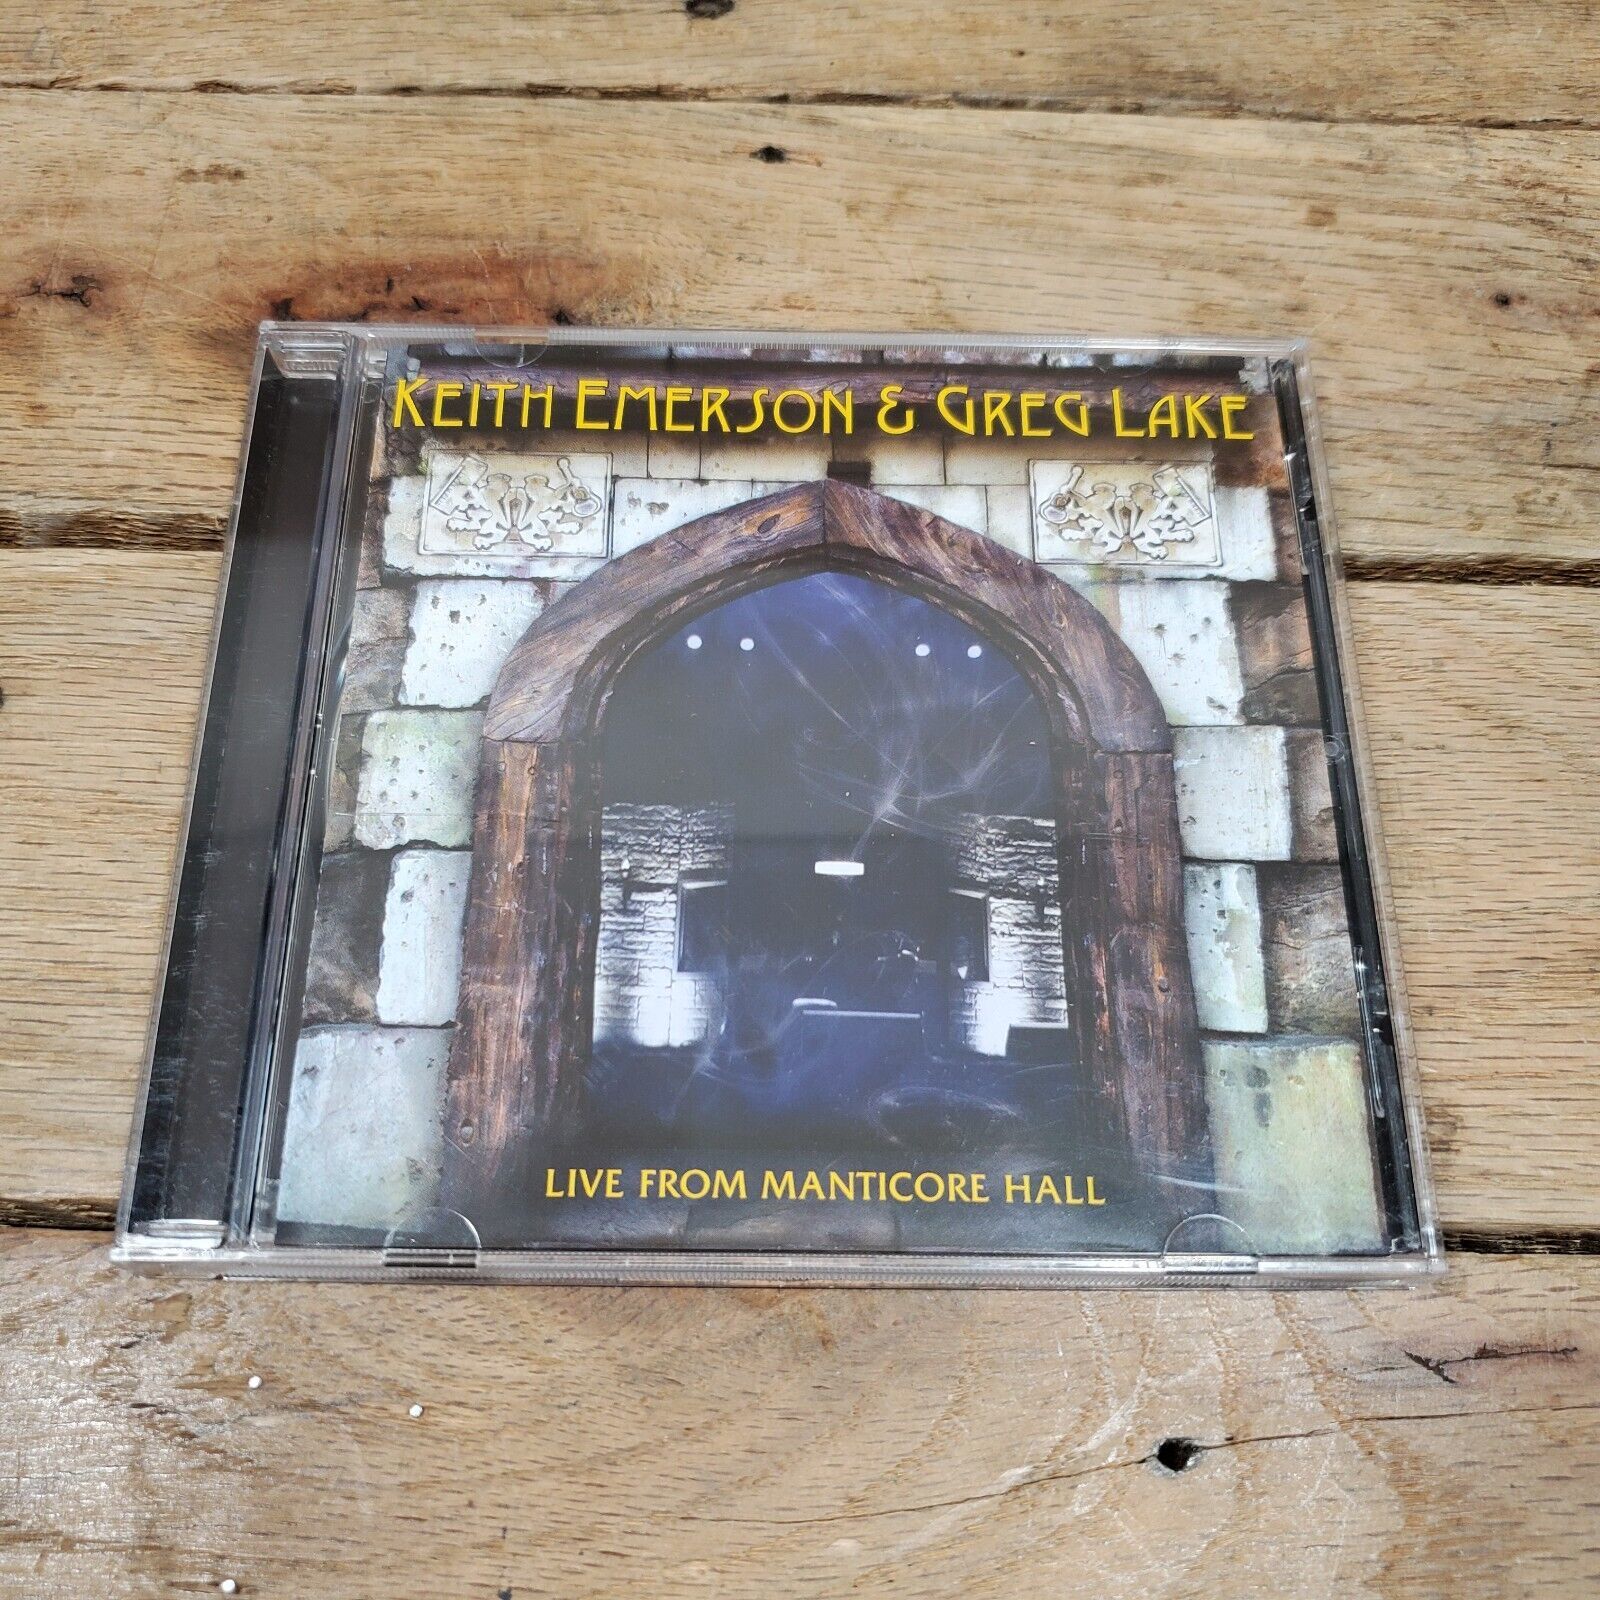 KEITH EMERSON & GREG LAKE
LIVE FROM MANTICORE HALL